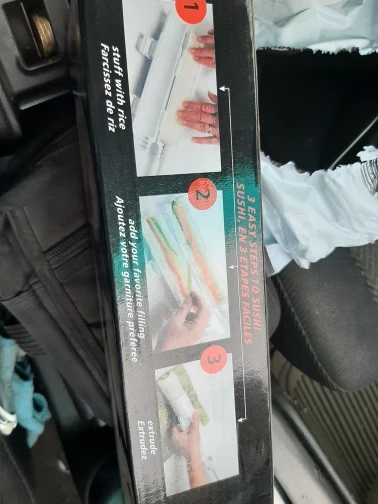 3 EASY STEPS TO SUSHI
SUSHI, EN 3 ETAPES FACILES
1
stuff with rice
Farcissez de riz
2
add your favorite filling
Ajoutez votre garniture préférée
3
extrude
Extrudez